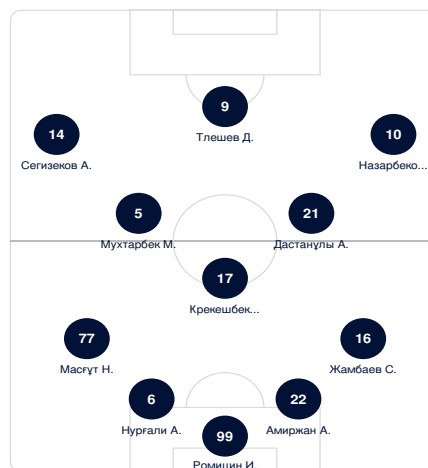 9
Тлешев Д.
14
Сегизеков А.
10
Назарбеко...
5
Мухтарбек М.
21
Дастанұлы А.
17
Крекешбек...
77
Масғұт Н.
16
Жамбаев С.
6
Нурғали А.
22
Амиржан А.
99
Ромицин И